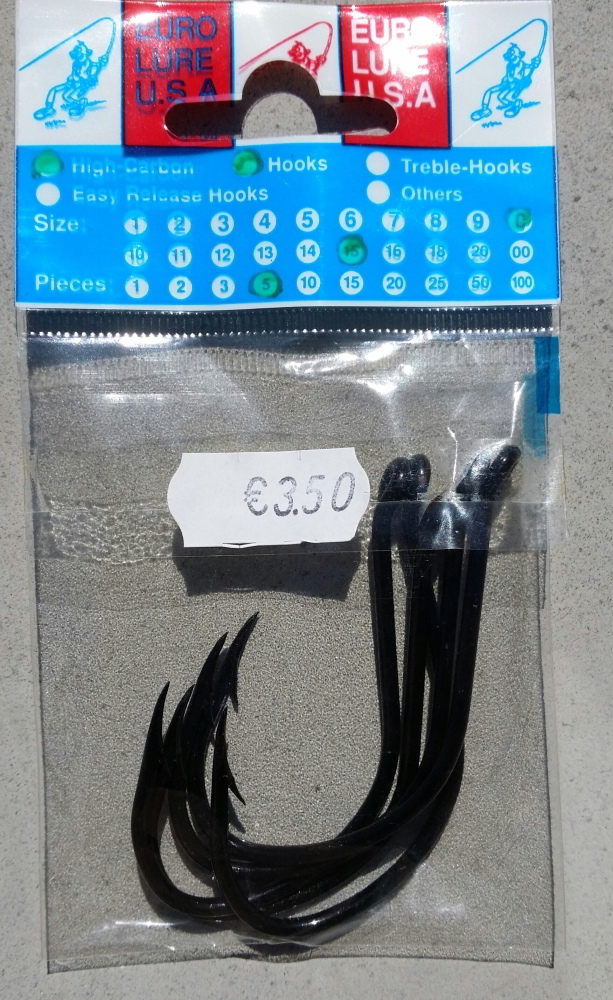 EURO
LURE
U.S.A
EURO
LURE
U.S.A
High-Carbon
Hooks
Treble-Hooks
Easy Release Hooks
Others
Size: 1 2 3 4 5 6 7 8 9 0
10 11 12 13 14 15 16 18 20 00
Pieces: 1 2 3 5 10 15 20 25 50 100
€3.50